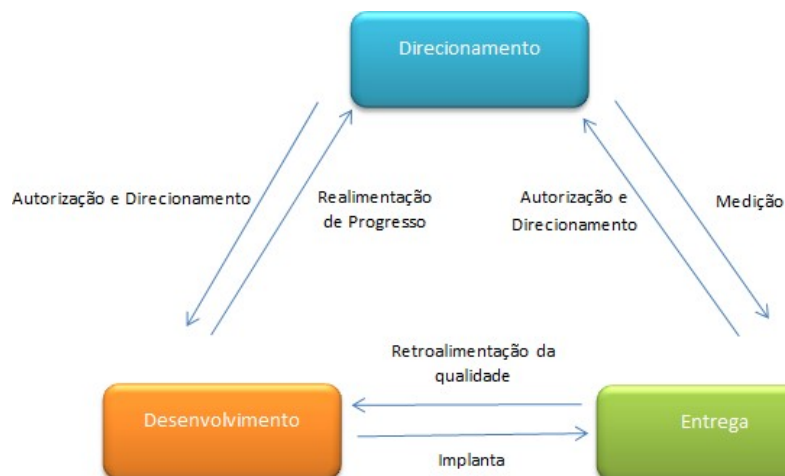 Direcionamento
Autorização e Direcionamento
Realimentação
de Progresso
Autorização e
Direcionamento
Medição
Retroalimentação da
qualidade
Desenvolvimento
Entrega
Implanta